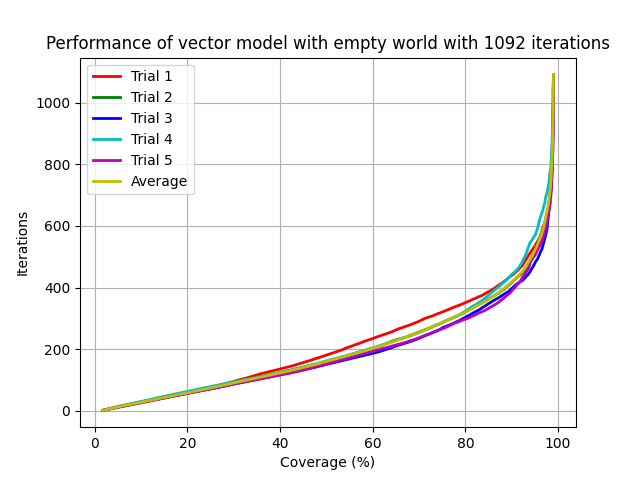 Performance of vector model with empty world with 1092 iterations
Trial 1
Trial 2
Trial 3
Trial 4
Trial 5
Average
1000
800
600
400
200
0
Iterations
0 20 40 60 80 100
Coverage (%)